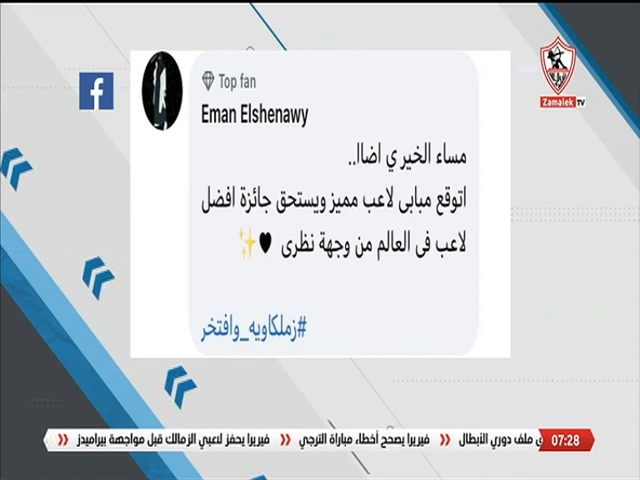 Top fan
Eman Elshenawy
مساء الخير ي اضاا..
اتوقع مبابى لاعب مميز ويستحق جائزة افضل
لاعب فى العالم من وجهة نظرى 🖤✨
#زملكاويه_وافتخر
Zamalek TV
07:28 ملف دوري الأبطال » فيريرا يصحح أخطاء مباراة الترجي » فيريرا يحفز لاعبي الزمالك قبل مواجهة بيراميدز »